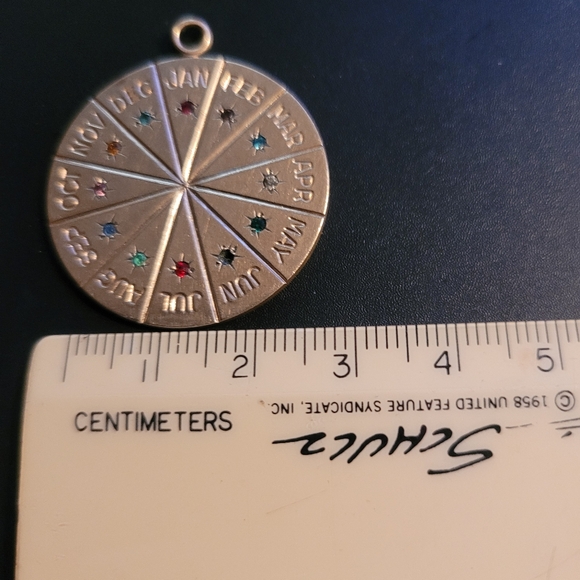 JAN
FEB
MAR
APR
MAY
JUN
JUL
AUG
SEP
OCT
NOV
DEC
1 2 3 4 5
CENTIMETERS
© 1958 UNITED FEATURE SYNDICATE, INC.
SCHULZ